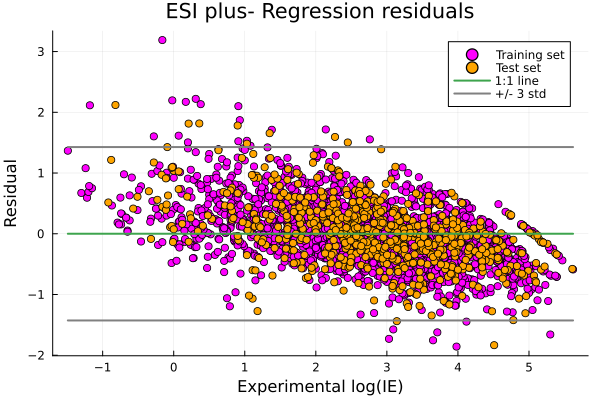 ESI plus- Regression residuals
Training set
Test set
1:1 line
+/- 3 std
Residual
3
2
1
0
−1
−2
−1
0
1
2
3
4
5
Experimental log(IE)